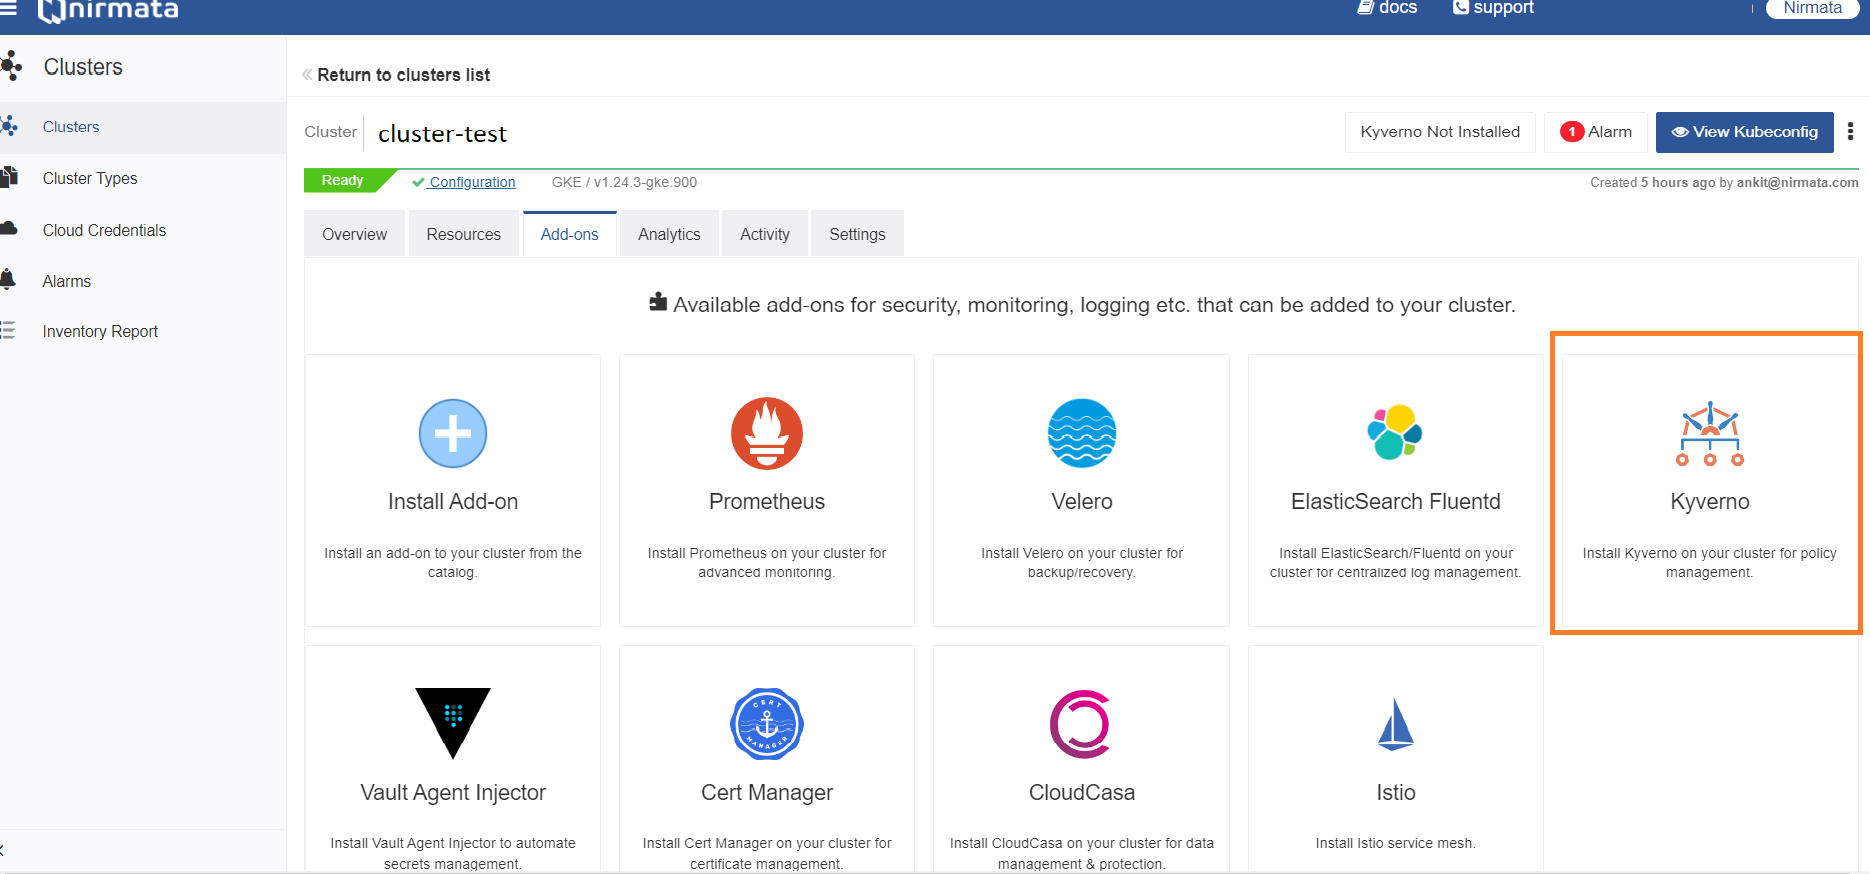 nirmata
docs
support
Nirmata
Clusters
Return to clusters list
Clusters
Cluster Types
Cloud Credentials
Alarms
Inventory Report
Cluster
cluster-test
Kyverno Not Installed
1 Alarm
View Kubeconfig
Ready
Configuration
GKE / v1.24.3-gke.900
Created 5 hours ago by ankit@nirmata.com
Overview
Resources
Add-ons
Analytics
Activity
Settings
Available add-ons for security, monitoring, logging etc. that can be added to your cluster.
Install Add-on
Install an add-on to your cluster from the
catalog.
Prometheus
Install Prometheus on your cluster for
advanced monitoring.
Velero
Install Velero on your cluster for
backup/recovery.
ElasticSearch Fluentd
Install ElasticSearch/Fluentd on your
cluster for centralized log management.
Kyverno
Install Kyverno on your cluster for policy
management.
Vault Agent Injector
Install Vault Agent Injector to automate
secrets management.
CERT
MANAGER
Cert Manager
Install Cert Manager on your cluster for
certificate management.
CloudCasa
Install CloudCasa on your cluster for data
management & protection.
Istio
Install Istio service mesh.